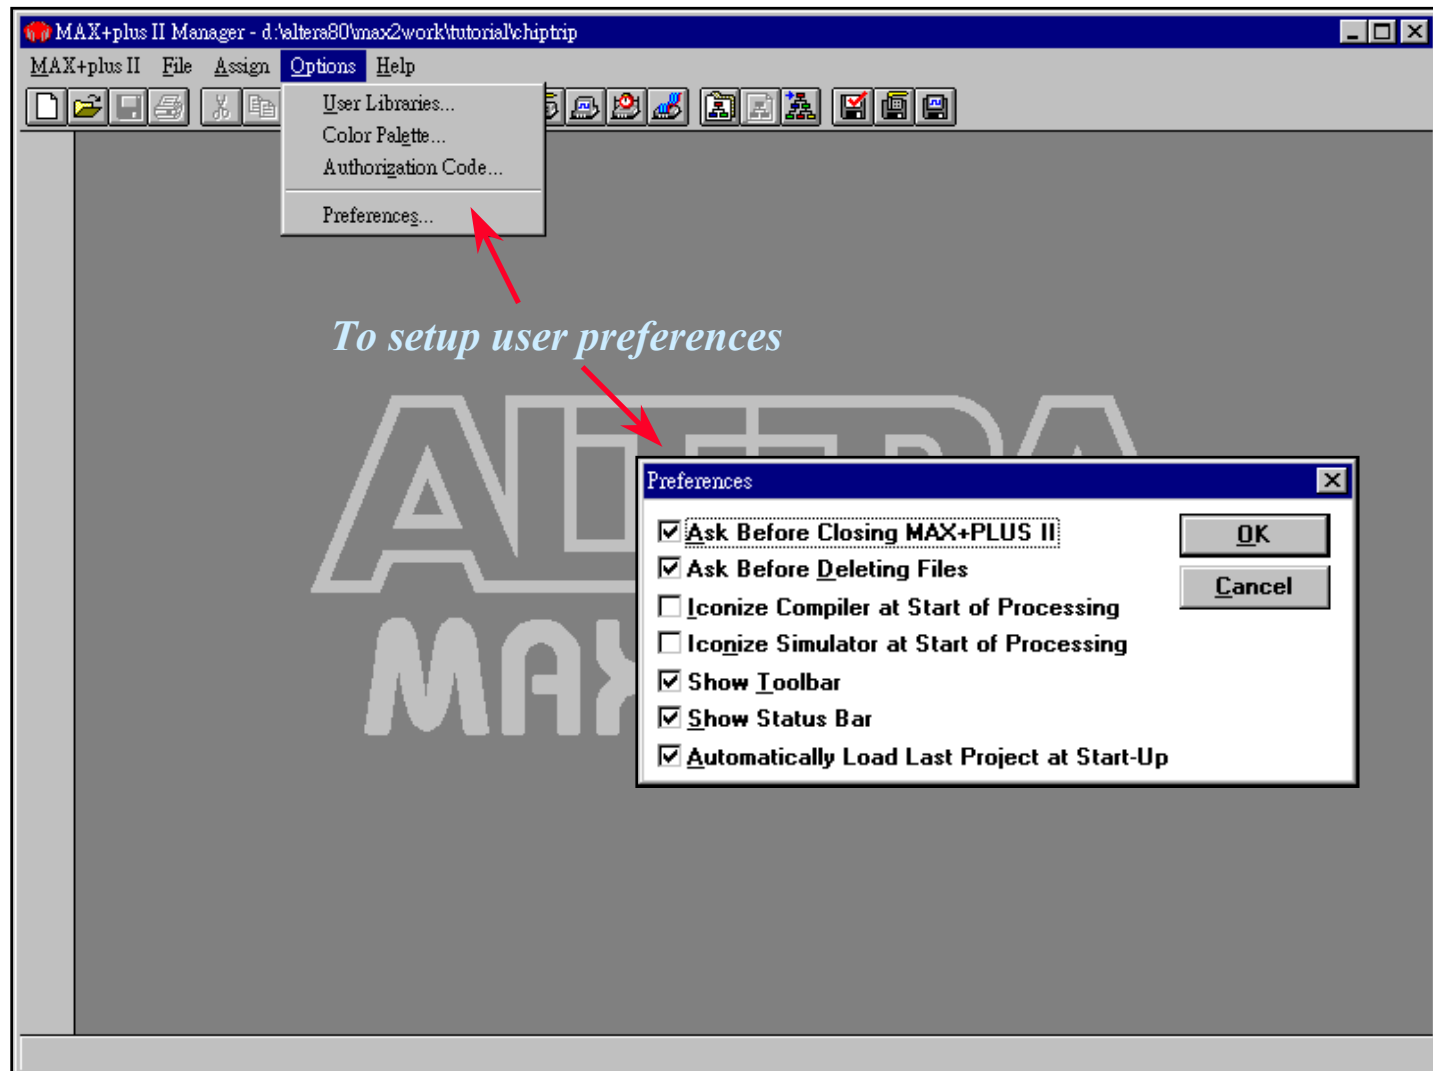 MAX+plus II Manager - d:\altera80\max2work\tutorial\chiptrip
MAX+plus II File Assign Options Help
User Libraries...
Color Palette...
Authorization Code...
Preferences...
To setup user preferences
ALTERA
MAX
Preferences
Ask Before Closing MAX+PLUS II
OK
Ask Before Deleting Files
Cancel
Iconize Compiler at Start of Processing
Iconize Simulator at Start of Processing
Show Toolbar
Show Status Bar
Automatically Load Last Project at Start-Up